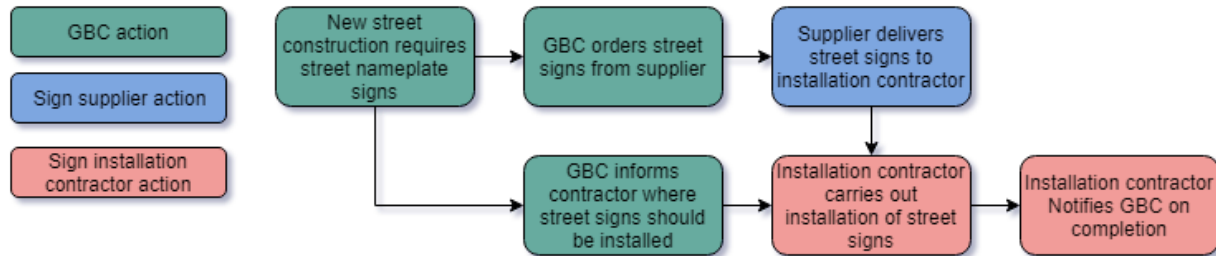 GBC action
Sign supplier action
Sign installation
contractor action
New street
construction requires
street nameplate
signs
GBC orders street
signs from supplier
Supplier delivers
street signs to
installation contractor
GBC informs
contractor where
street signs should
be installed
Installation contractor
carries out
installation of street
signs
Installation contractor
Notifies GBC on
completion